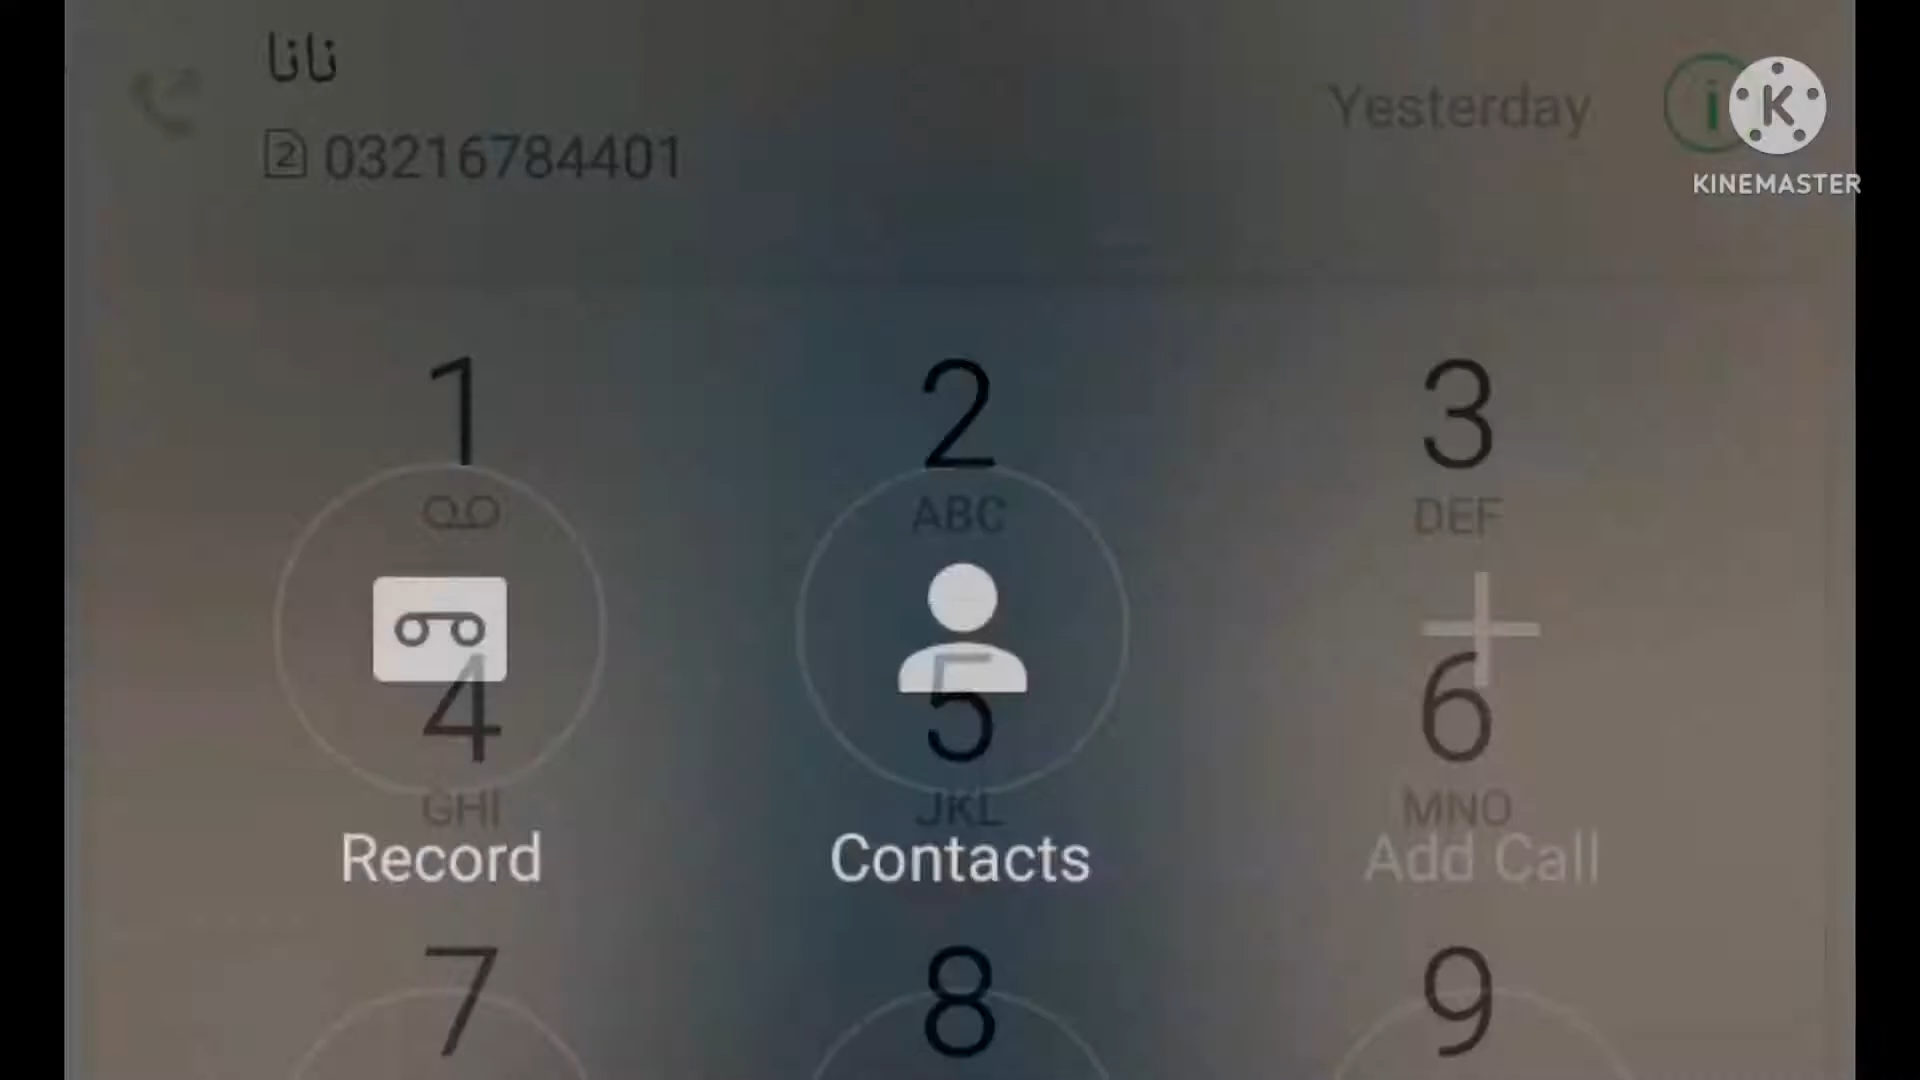 نانا
2 03216784401
Yesterday
i
K
KINEMASTER
1
2
3
ABC
DEF
4
5
6
GHI
JKL
MNO
Record
Contacts
Add Call
7
8
9